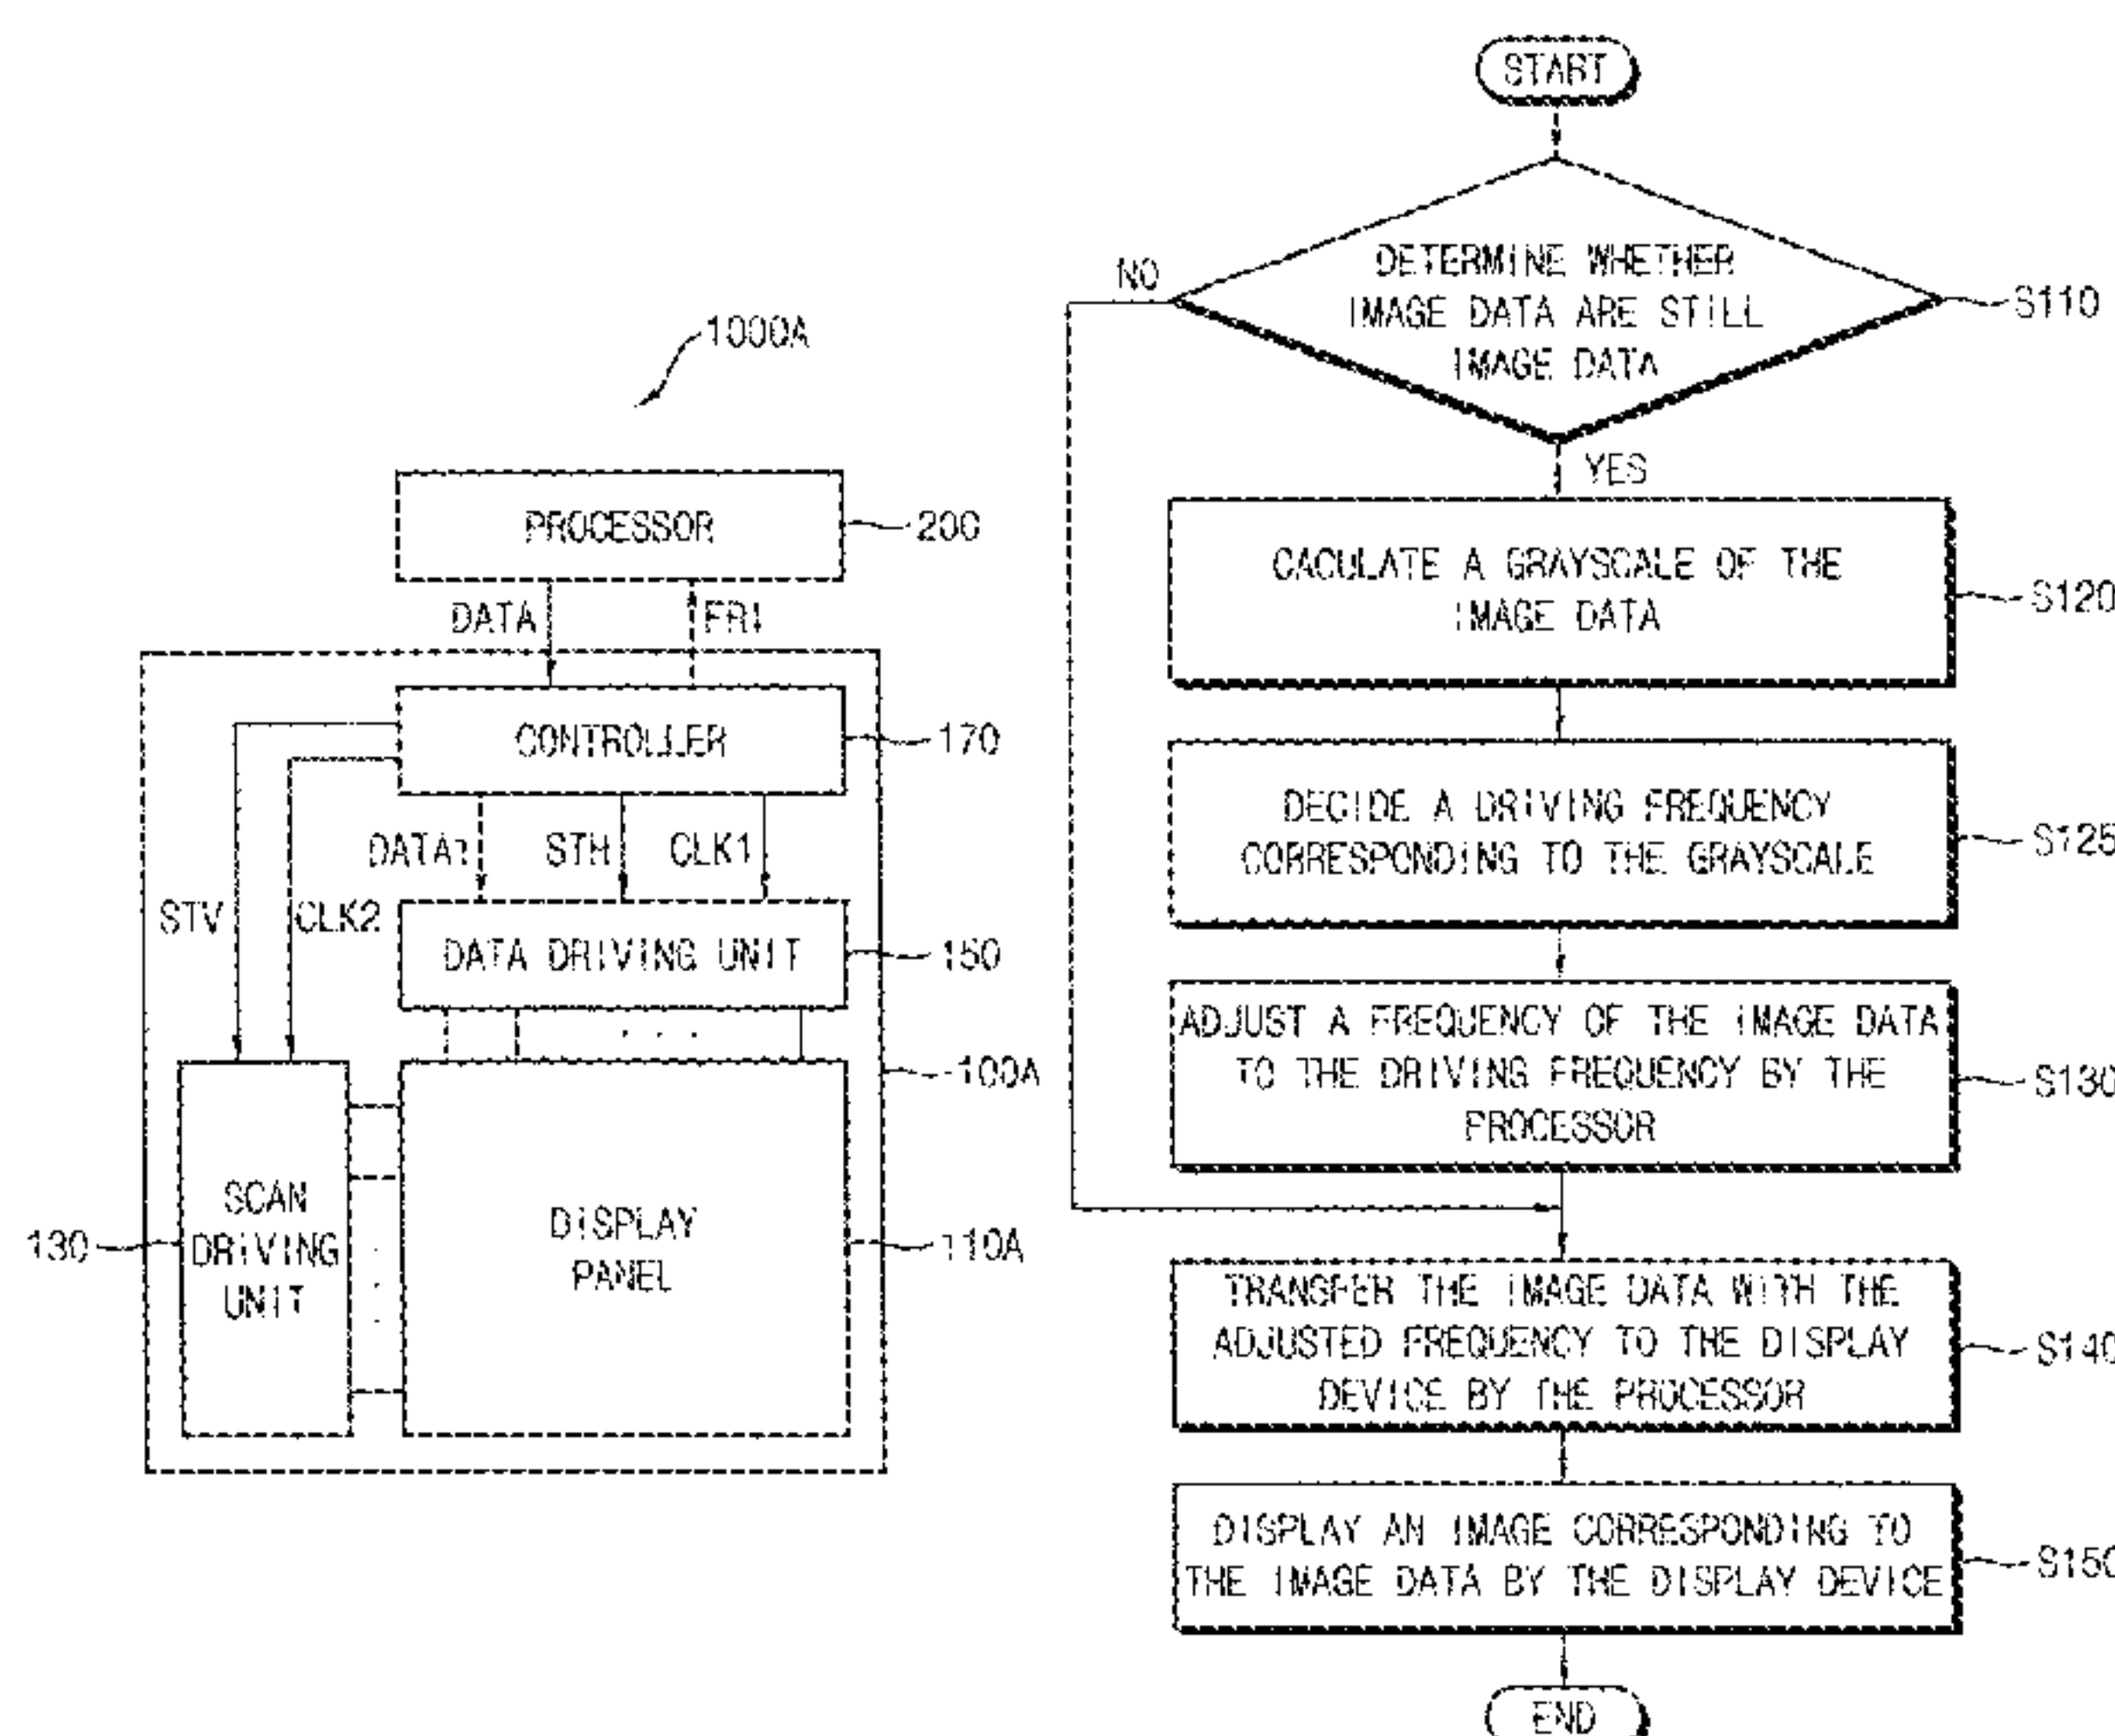 1000A
PROCESSOR
200
DATA
FRI
CONTROLLER
170
DATA1
STH
CLK1
STV
CLK2
DATA DRIVING UNIT
150
100A
SCAN
DRIVING
UNIT
130
DISPLAY
PANEL
110A
START
DETERMINE WHETHER
IMAGE DATA ARE STILL
IMAGE DATA
S110
NO
YES
CACULATE A GRAYSCALE OF THE
IMAGE DATA
S120
DECIDE A DRIVING FREQUENCY
CORRESPONDING TO THE GRAYSCALE
S125
ADJUST A FREQUENCY OF THE IMAGE DATA
TO THE DRIVING FREQUENCY BY THE
PROCESSOR
S130
TRANSFER THE IMAGE DATA WITH THE
ADJUSTED FREQUENCY TO THE DISPLAY
DEVICE BY THE PROCESSOR
S140
DISPLAY AN IMAGE CORRESPONDING TO
THE IMAGE DATA BY THE DISPLAY DEVICE
S150
END